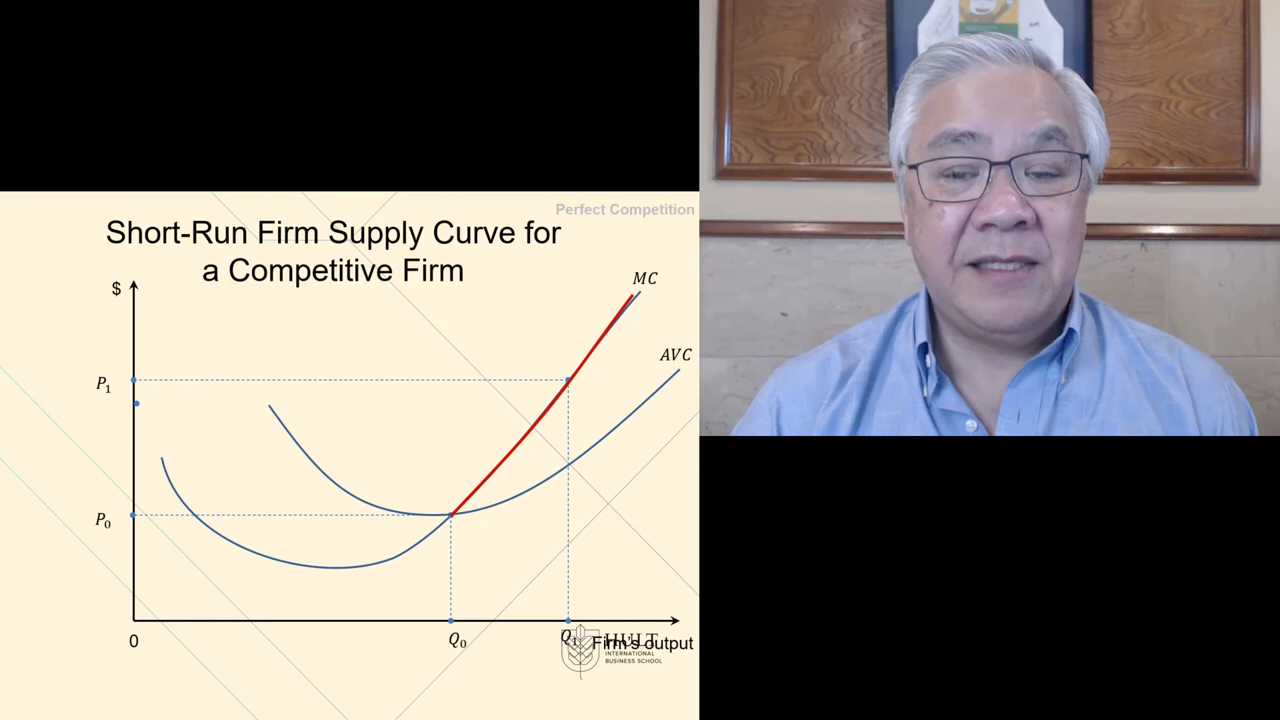 Perfect Competition
Short-Run Firm Supply Curve for
a Competitive Firm
$
MC
AVC
P₁
P₀
0
Q₀
Q₁
Firm's output
HULT
INTERNATIONAL
BUSINESS SCHOOL